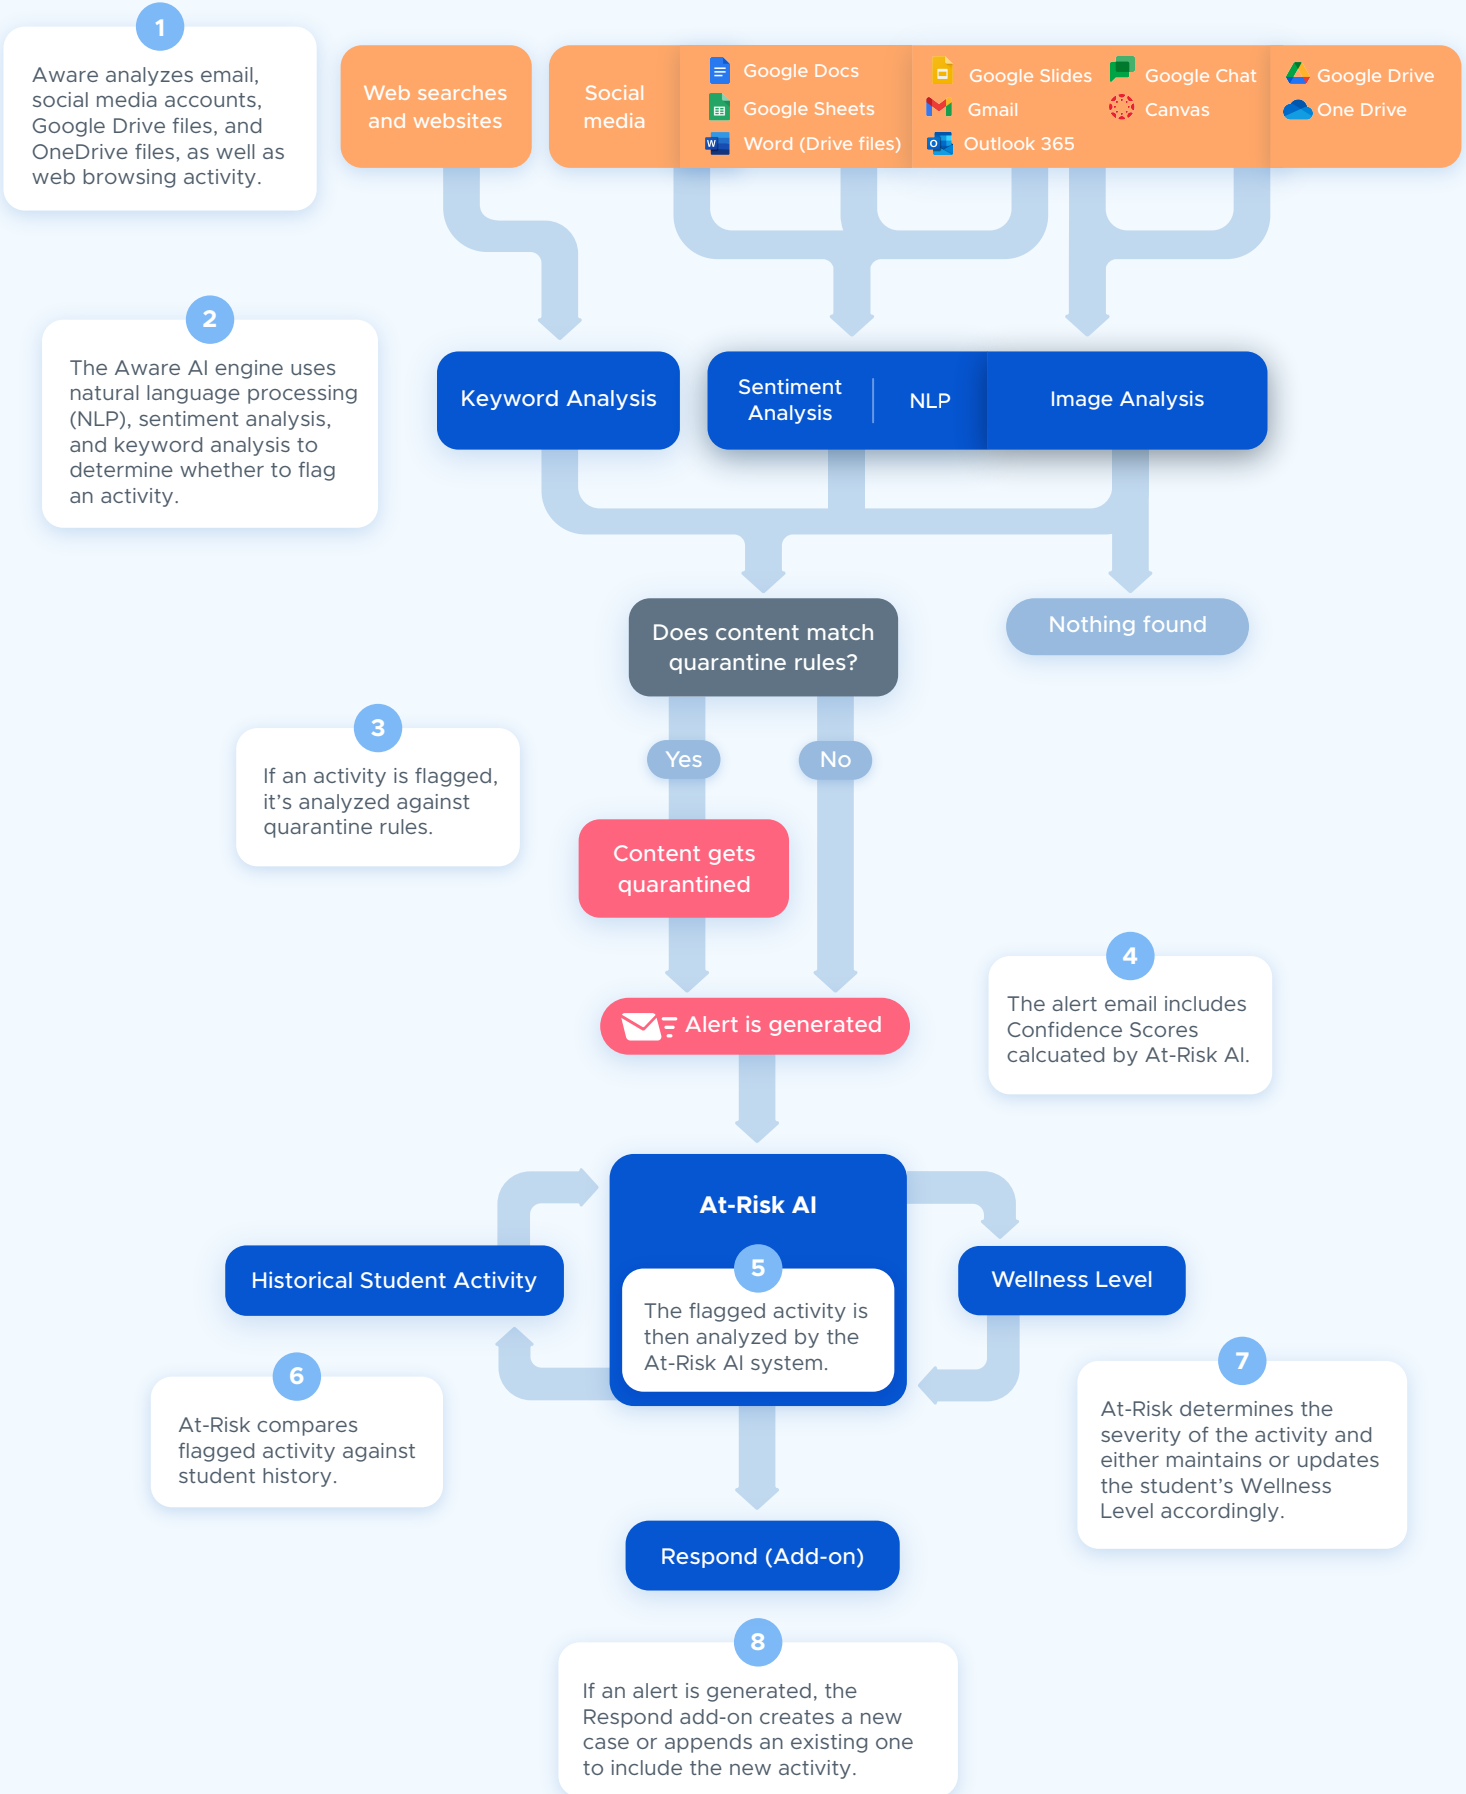 1
Aware analyzes email,
social media accounts,
Google Drive files, and
OneDrive files, as well as
web browsing activity.
Web searches
and websites
Social
media
Google Docs
Google Sheets
Word (Drive files)
Google Slides
Gmail
Outlook 365
Google Chat
Canvas
Google Drive
One Drive
2
The Aware AI engine uses
natural language processing
(NLP), sentiment analysis,
and keyword analysis to
determine whether to flag
an activity.
Keyword Analysis
Sentiment
Analysis
NLP
Image Analysis
Does content match
quarantine rules?
Nothing found
3
If an activity is flagged,
it's analyzed against
quarantine rules.
Yes
No
Content gets
quarantined
4
The alert email includes
Confidence Scores
calcuated by At-Risk AI.
Alert is generated
At-Risk AI
5
The flagged activity is
then analyzed by the
At-Risk AI system.
Historical Student Activity
Wellness Level
6
At-Risk compares
flagged activity against
student history.
7
At-Risk determines the
severity of the activity and
either maintains or updates
the student's Wellness
Level accordingly.
Respond (Add-on)
8
If an alert is generated, the
Respond add-on creates a new
case or appends an existing one
to include the new activity.